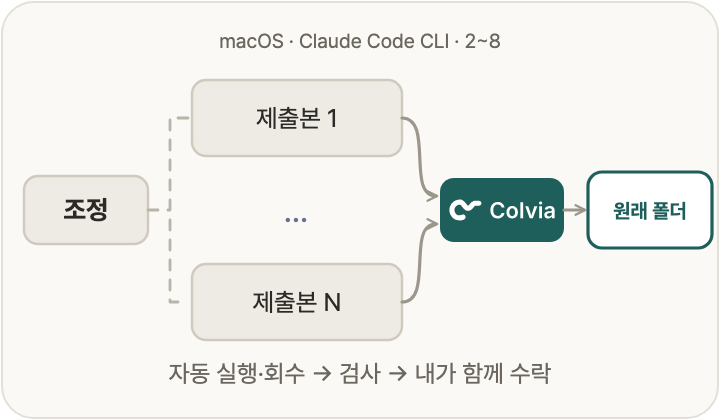 macOS · Claude Code CLI · 2~8
제출본 1
조정
...
Colvia
원래 폴더
제출본 N
자동 실행·회수 → 검사 → 내가 함께 수락